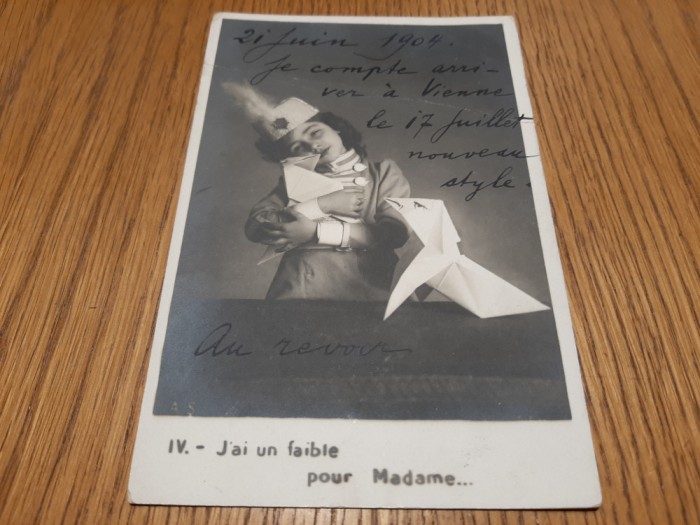 21 Juin 1904.
Je compte arri-
ver à Vienne
le 17 Juillet
nouveau
style.
Au revoir
A S
IV. - J'ai un faible
pour Madame...